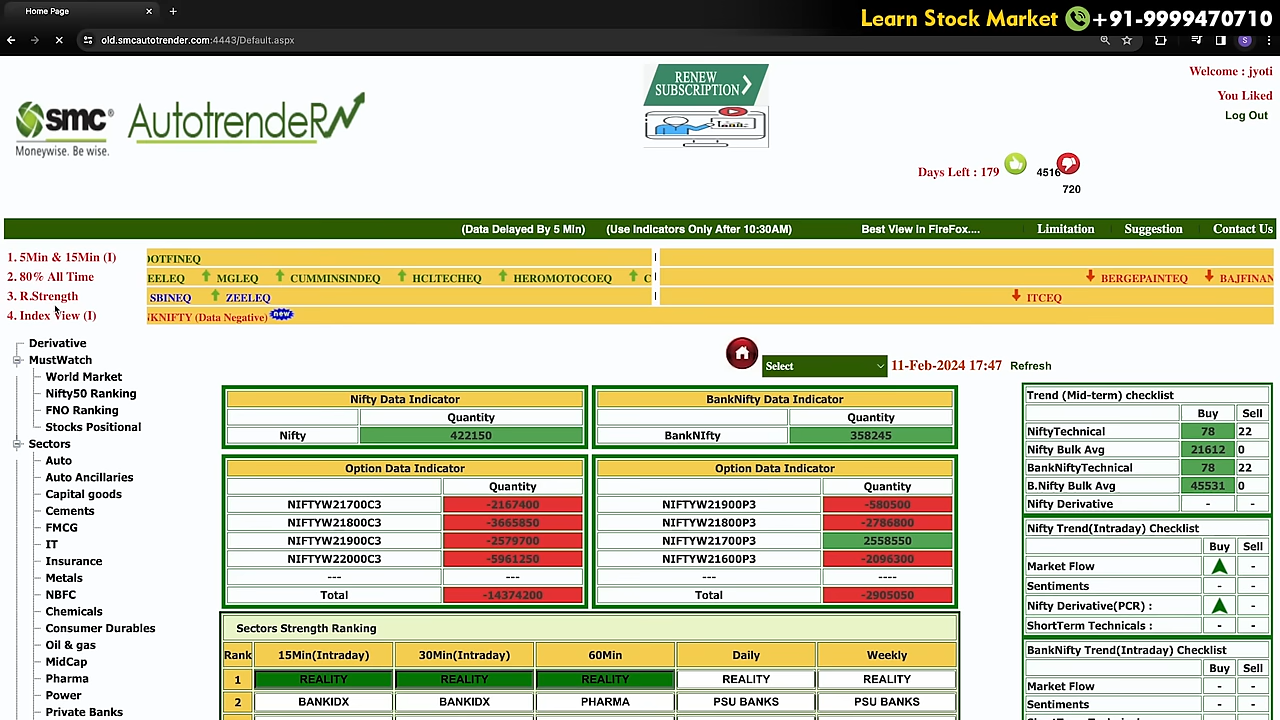 Home Page
Learn Stock Market +91-9999470710
old.smcautotrender.com:4443/Default.aspx
S
RENEW
SUBSCRIPTION
Welcome : jyoti
You Liked
Log Out
smc® AutotrendeR
Moneywise. Be wise.
Days Left : 179 4516
720
(Data Delayed By 5 Min) (Use Indicators Only After 10:30AM) Best View in FireFox.... Limitation Suggestion Contact Us
1. 5Min & 15Min (I) OOTFINEQ
2. 80% All Time EELEQ MGLEQ CUMMINSINDEQ HCLTECHEQ HEROMOTOCOEQ C BERGEPAINTEQ BAJFINAN
3. R.Strength SBINEQ ZEELEQ ITCEQ
4. Index View (I) NKNIFTY (Data Negative) new
Derivative
MustWatch
World Market
Nifty50 Ranking
FNO Ranking
Stocks Positional
Sectors
Auto
Auto Ancillaries
Capital goods
Cements
FMCG
IT
Insurance
Metals
NBFC
Chemicals
Consumer Durables
Oil & gas
MidCap
Pharma
Power
Private Banks
Select 11-Feb-2024 17:47 Refresh
Nifty Data Indicator
Quantity
Nifty 422150
BankNifty Data Indicator
Quantity
BankNIfty 358245
Option Data Indicator
Quantity
NIFTYW21700C3 -2167400
NIFTYW21800C3 -3665850
NIFTYW21900C3 -2579700
NIFTYW22000C3 -5961250
--- ---
Total -14374200
Option Data Indicator
Quantity
NIFTYW21900P3 -580500
NIFTYW21800P3 -2786800
NIFTYW21700P3 2558550
NIFTYW21600P3 -2096300
--- ----
Total -2905050
Sectors Strength Ranking
Rank 15Min(Intraday) 30Min(Intraday) 60Min Daily Weekly
1 REALITY REALITY REALITY REALITY REALITY
2 BANKIDX BANKIDX PHARMA PSU BANKS PSU BANKS
Trend (Mid-term) checklist
Buy Sell
NiftyTechnical 78 22
Nifty Bulk Avg 21612 0
BankNiftyTechnical 78 22
B.Nifty Bulk Avg 45531 0
Nifty Derivative - -
Nifty Trend(Intraday) Checklist
Buy Sell
Market Flow -
Sentiments - -
Nifty Derivative(PCR) : -
ShortTerm Technicals : - -
BankNifty Trend(Intraday) Checklist
Buy Sell
Market Flow - -
Sentiments - -